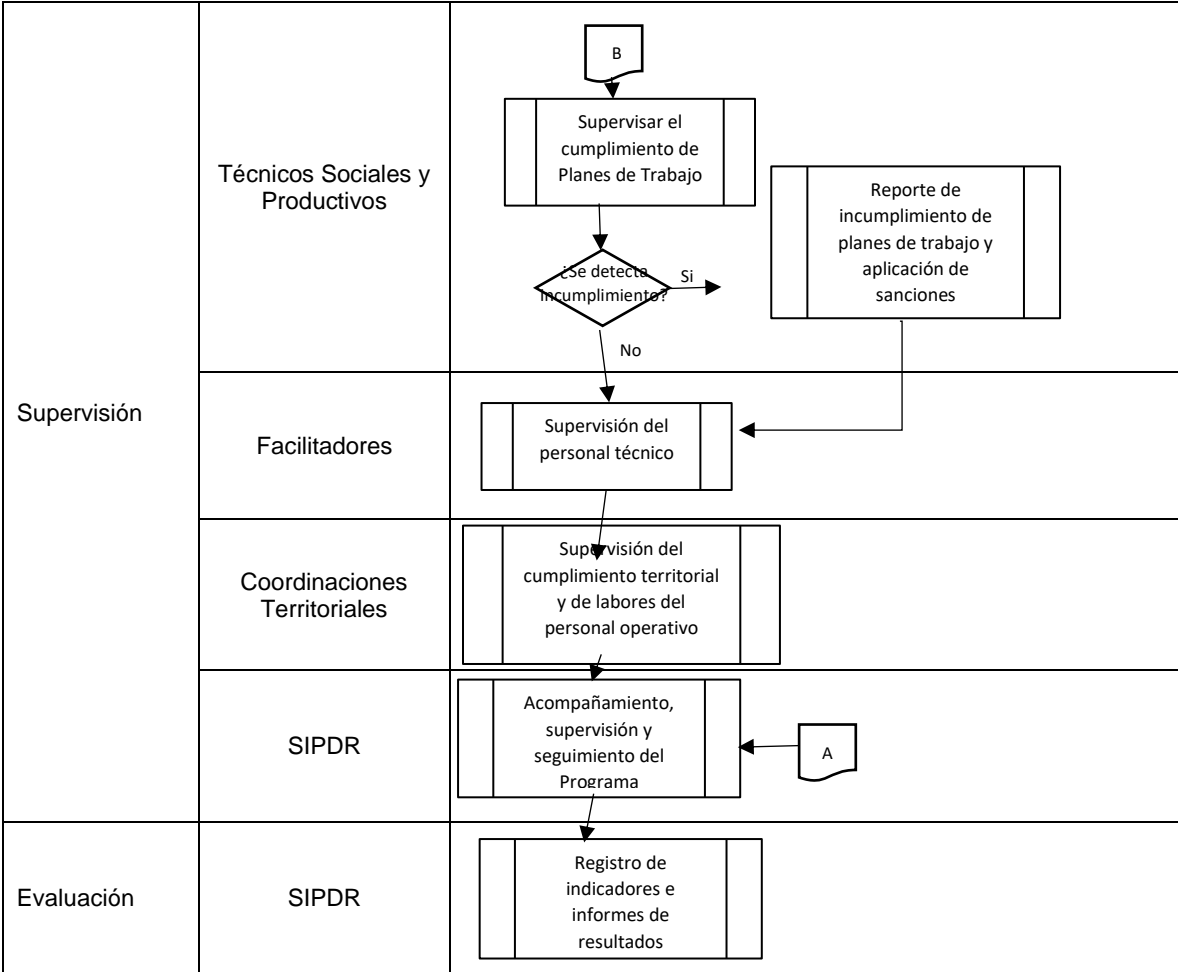 Supervisión
Técnicos Sociales y
Productivos
B
Supervisar el
cumplimiento de
Planes de Trabajo
¿Se detecta
incumplimiento?
Si
No
Reporte de
incumplimiento de
planes de trabajo y
aplicación de
sanciones
Facilitadores
Supervisión del
personal técnico
Coordinaciones
Territoriales
Supervisión del
cumplimiento territorial
y de labores del
personal operativo
SIPDR
Acompañamiento,
supervisión y
seguimiento del
Programa
A
Evaluación
SIPDR
Registro de
indicadores e
informes de
resultados